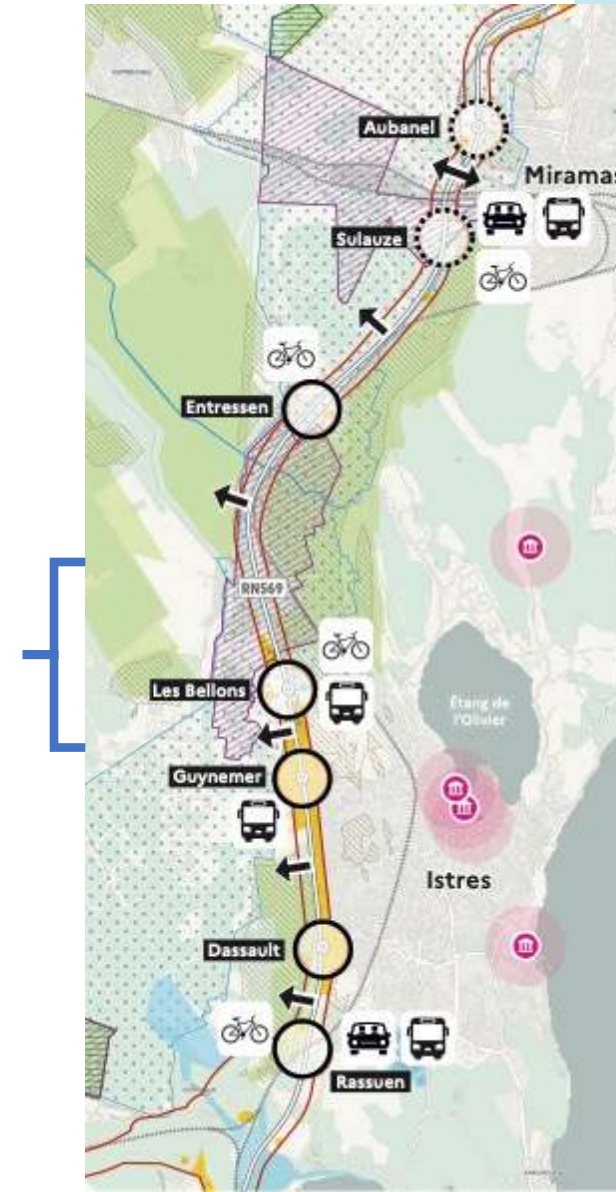 Aubanel
Miramas
Sulauze
Entressen
RN569
Les Bellons
Étang de
l'Olivier
Guynemer
Istres
Dassault
Rassuen